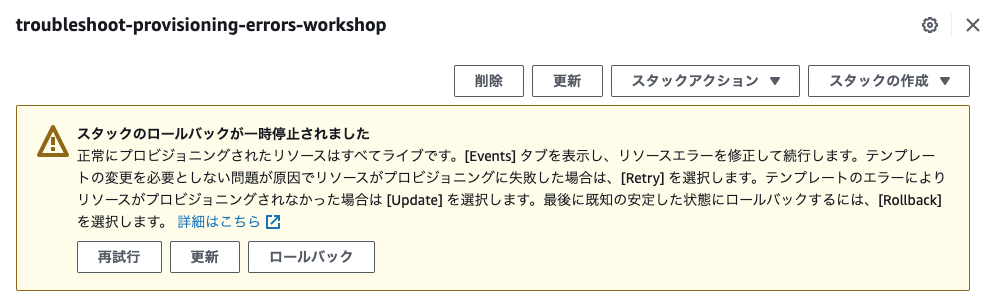 troubleshoot-provisioning-errors-workshop
削除 更新 スタックアクション ▼ スタックの作成 ▼
スタックのロールバックが一時停止されました
正常にプロビジョニングされたリソースはすべてライブです。[Events] タブを表示し、リソースエラーを修正して続行します。テンプレー
トの変更を必要としない問題が原因でリソースがプロビジョニングに失敗した場合は、[Retry] を選択します。テンプレートのエラーにより
リソースがプロビジョニングされなかった場合は [Update] を選択します。最後に既知の安定した状態にロールバックするには、[Rollback]
を選択します。 詳細はこちら
再試行 更新 ロールバック